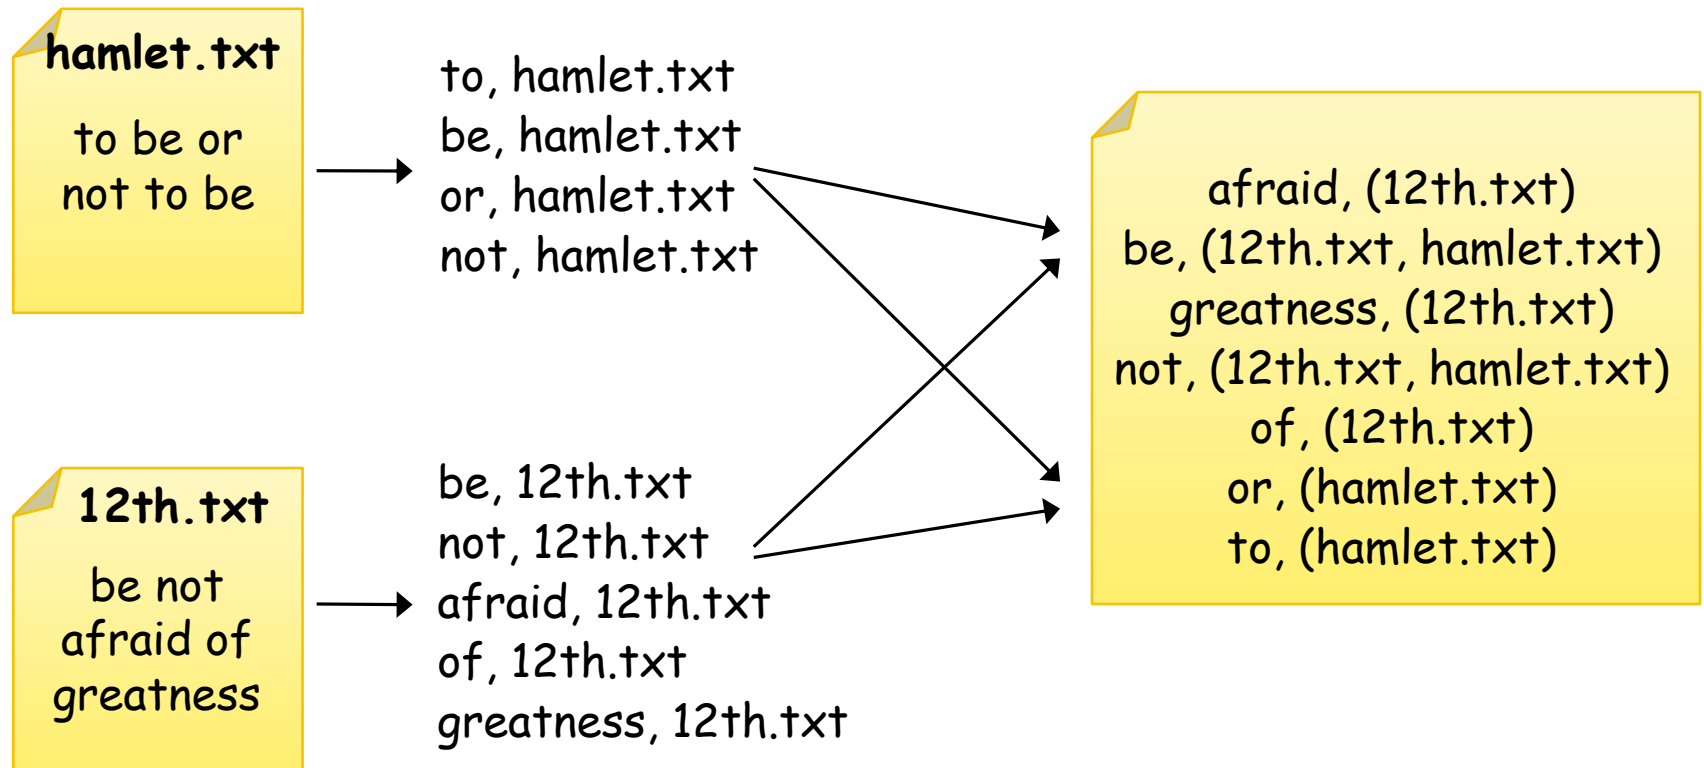 hamlet.txt
to be or
not to be
to, hamlet.txt
be, hamlet.txt
or, hamlet.txt
not, hamlet.txt
12th.txt
be not
afraid of
greatness
be, 12th.txt
not, 12th.txt
afraid, 12th.txt
of, 12th.txt
greatness, 12th.txt
afraid, (12th.txt)
be, (12th.txt, hamlet.txt)
greatness, (12th.txt)
not, (12th.txt, hamlet.txt)
of, (12th.txt)
or, (hamlet.txt)
to, (hamlet.txt)